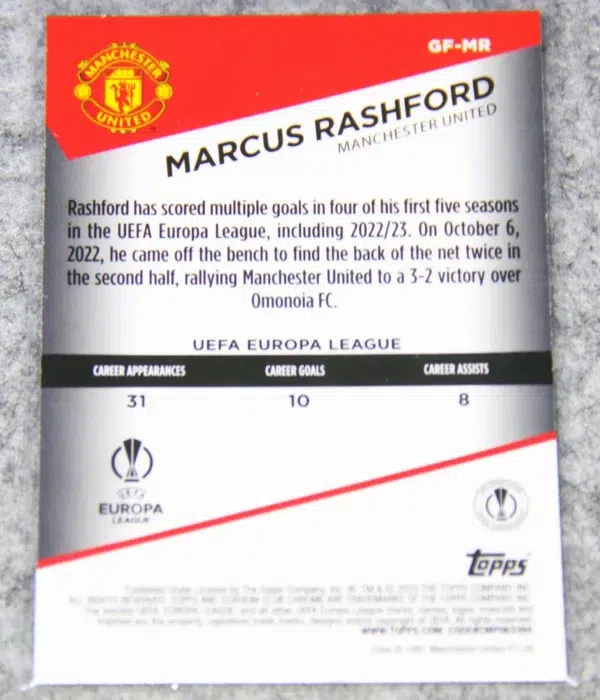 GF-MR
MANCHESTER
UNITED
MARCUS RASHFORD
MANCHESTER UNITED
Rashford has scored multiple goals in four of his first five seasons
in the UEFA Europa League, including 2022/23. On October 6,
2022, he came off the bench to find the back of the net twice in
the second half, rallying Manchester United to a 3-2 victory over
Omonoia FC.
UEFA EUROPA LEAGUE
CAREER APPEARANCES CAREER GOALS CAREER ASSISTS
31 10 8
UEFA
EUROPA
LEAGUE
topps
WWW.TOPPS.COM